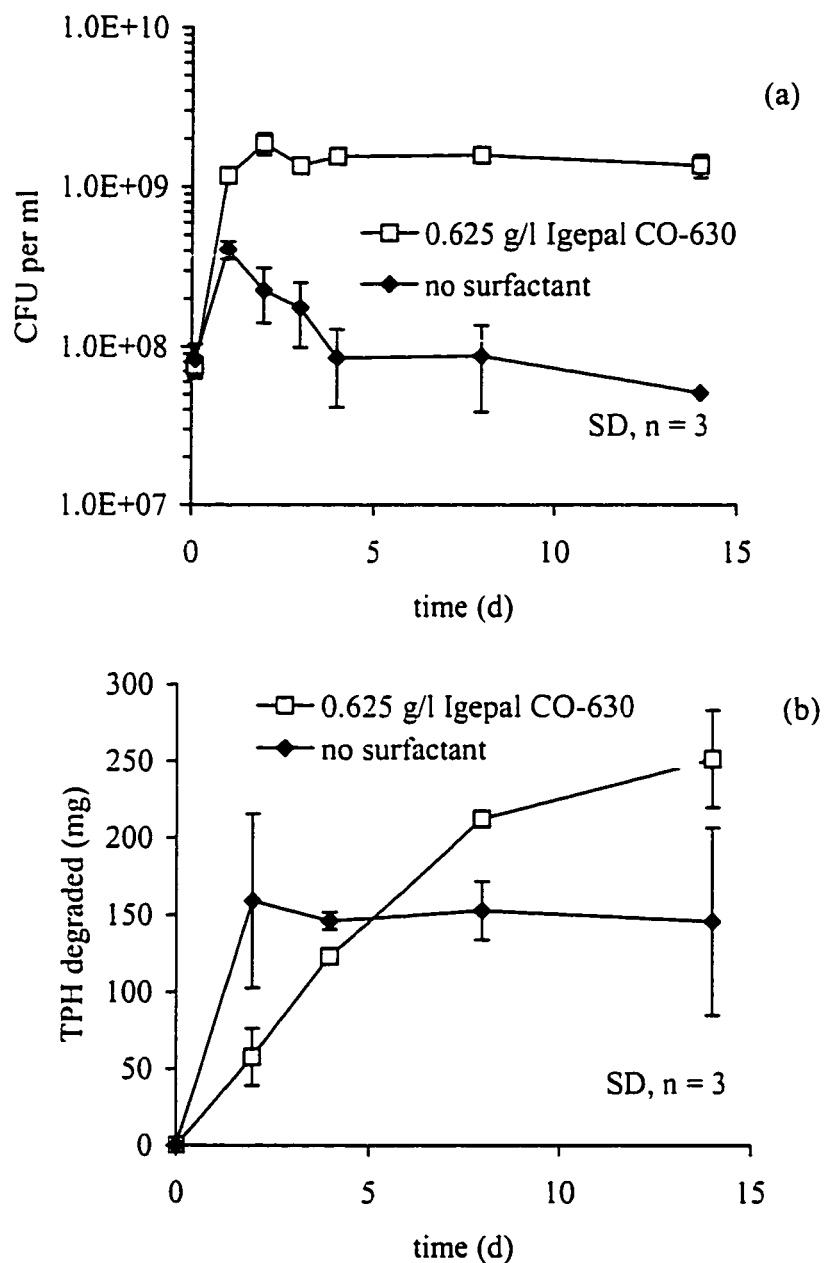 1.0E+10
(a)
1.0E+09
0.625 g/l Igepal CO-630
no surfactant
1.0E+08
SD, n = 3
1.0E+07
CFU per ml
0 5 10 15
time (d)
300
0.625 g/l Igepal CO-630
(b)
no surfactant
250
200
150
100
50
SD, n = 3
0
TPH degraded (mg)
0 5 10 15
time (d)